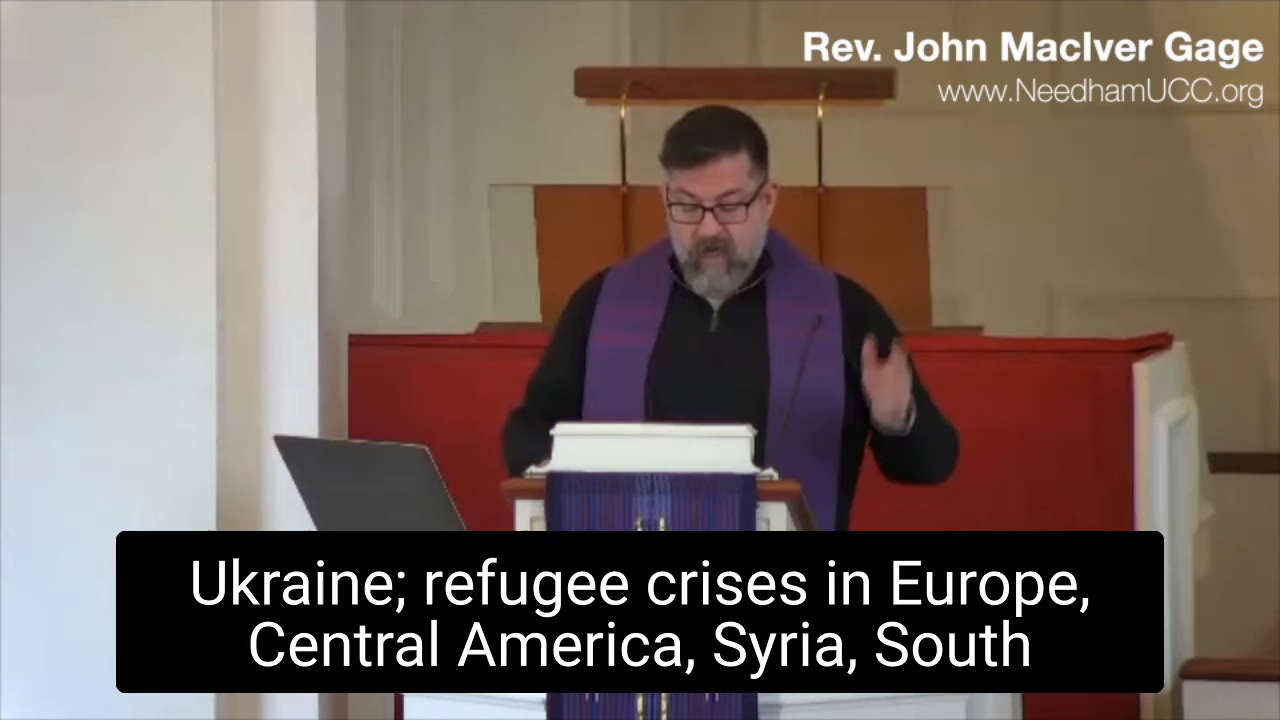 Rev. John MacIver Gage
www.NeedhamUCC.org
Ukraine; refugee crises in Europe,
Central America, Syria, South